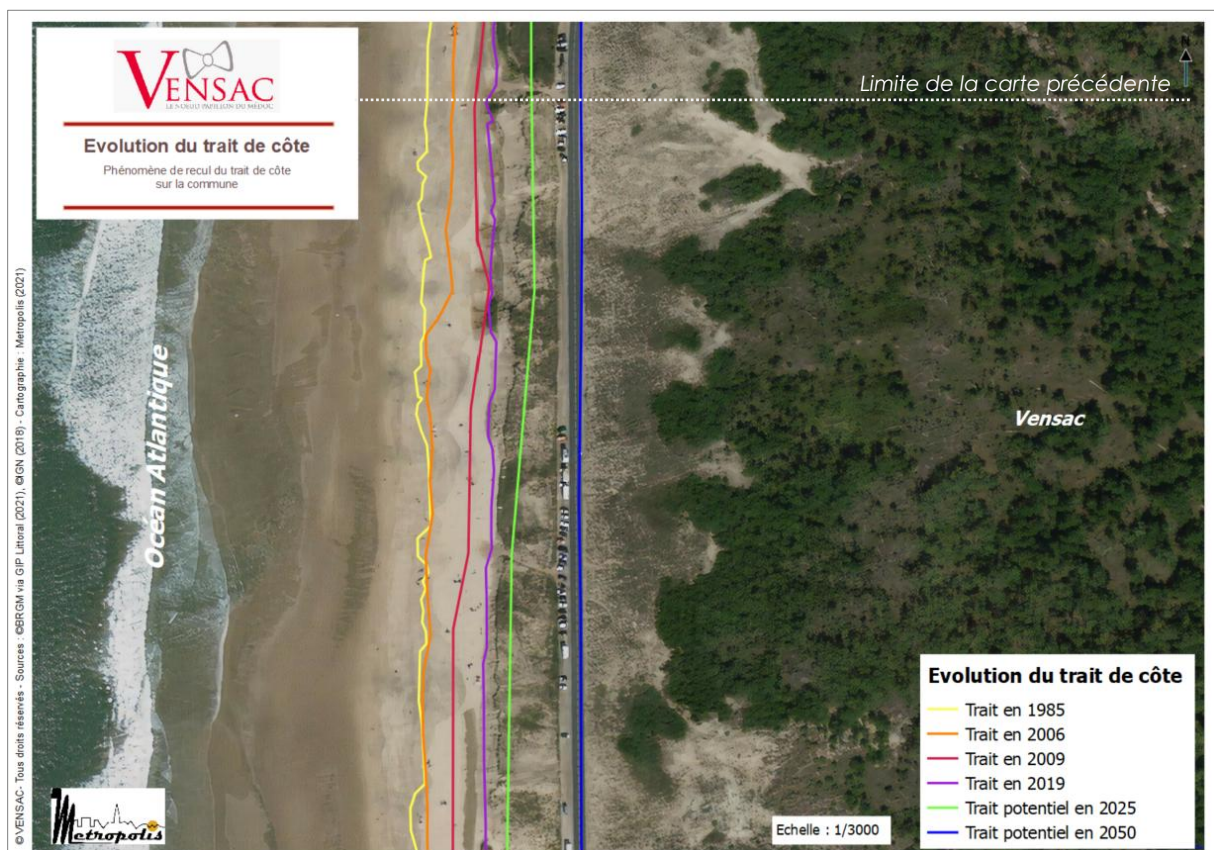 VENSAC
LE NOEUD PAPILLON DU MEDOC
Evolution du trait de côte
Phénomène de recul du trait de côte
sur la commune
Limite de la carte précédente
Océan Atlantique
Vensac
©VENSAC- Tous droits réservés - Sources : ©BRGM via GIP Littoral (2021), ©IGN (2018) - Cartographie : Metropolis (2021)
Evolution du trait de côte
Trait en 1985
Trait en 2006
Trait en 2009
Trait en 2019
Trait potentiel en 2025
Trait potentiel en 2050
Echelle : 1/3000
Metropolis